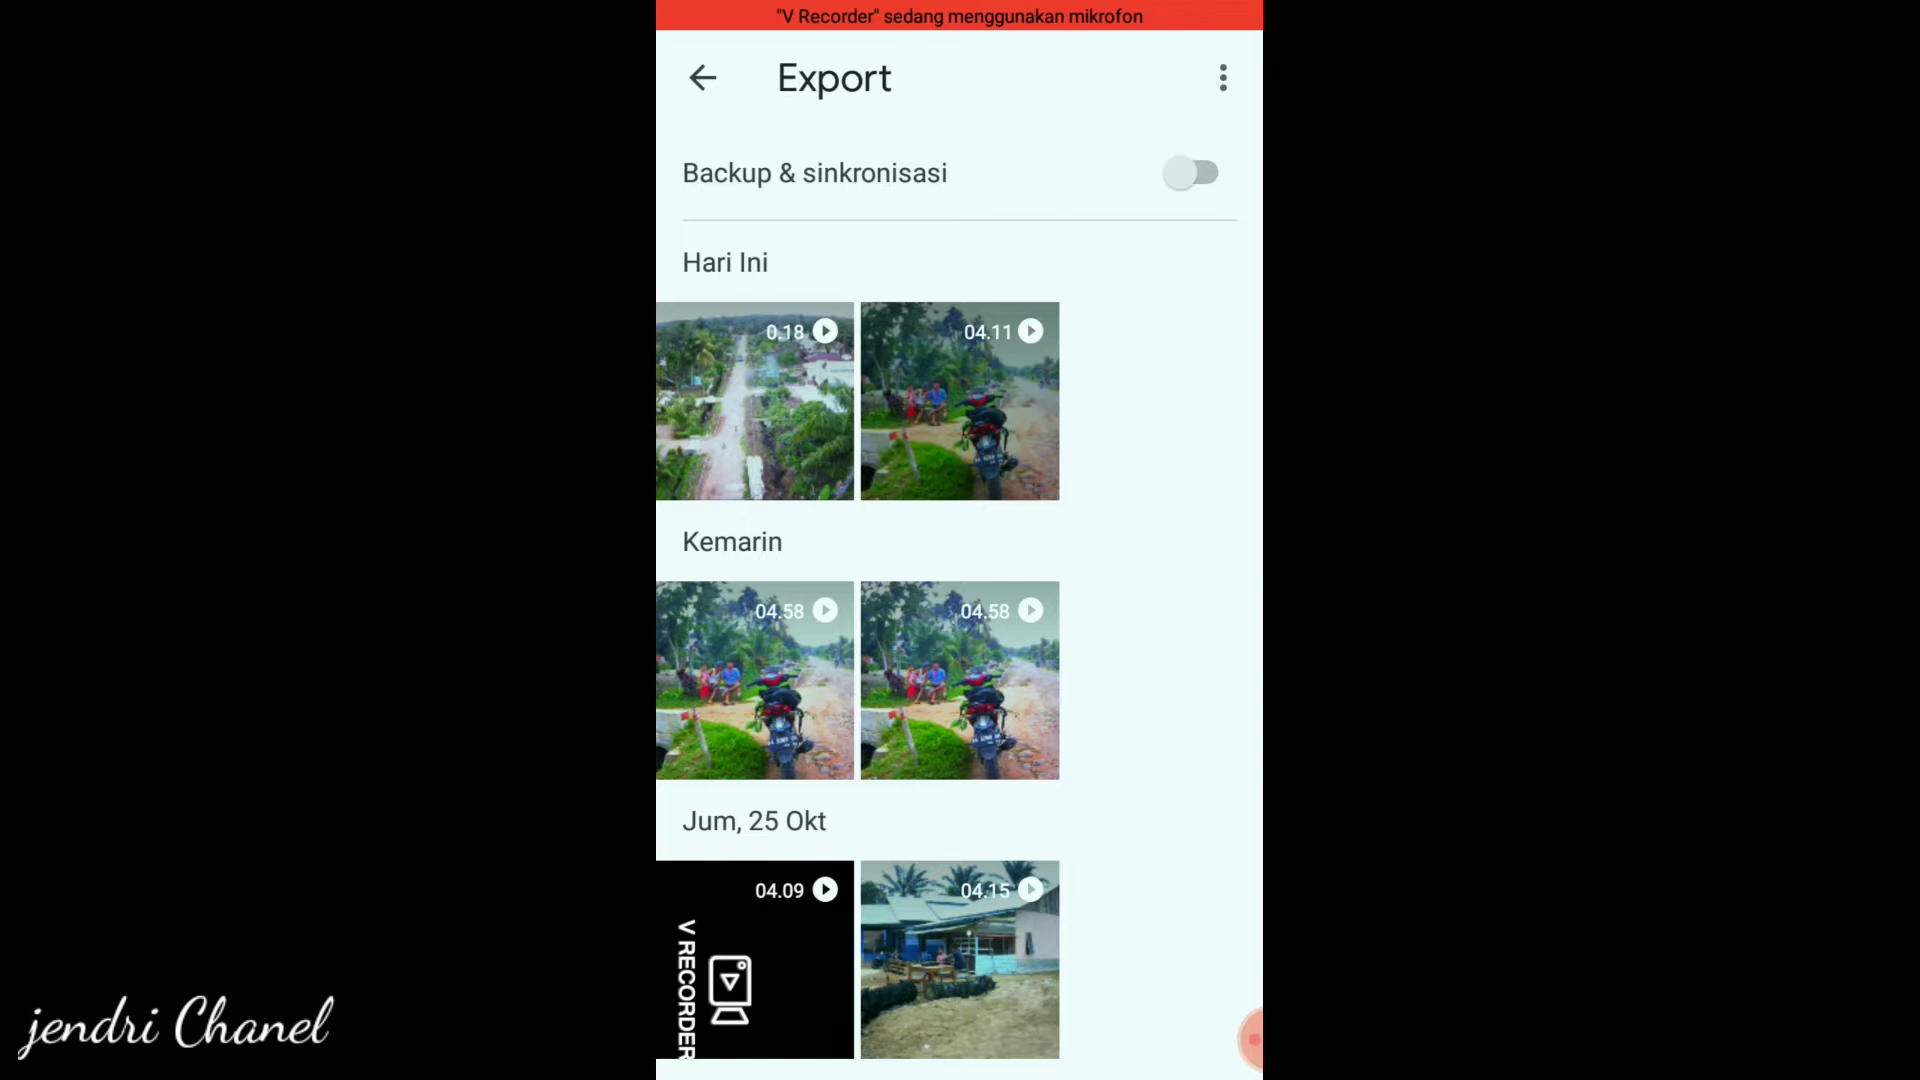 "V Recorder" sedang menggunakan mikrofon
Export
Backup & sinkronisasi
Hari Ini
0.18
04.11
Kemarin
04.58
04.58
Jum, 25 Okt
04.09
04.15
V RECORDER
jendri Chanel